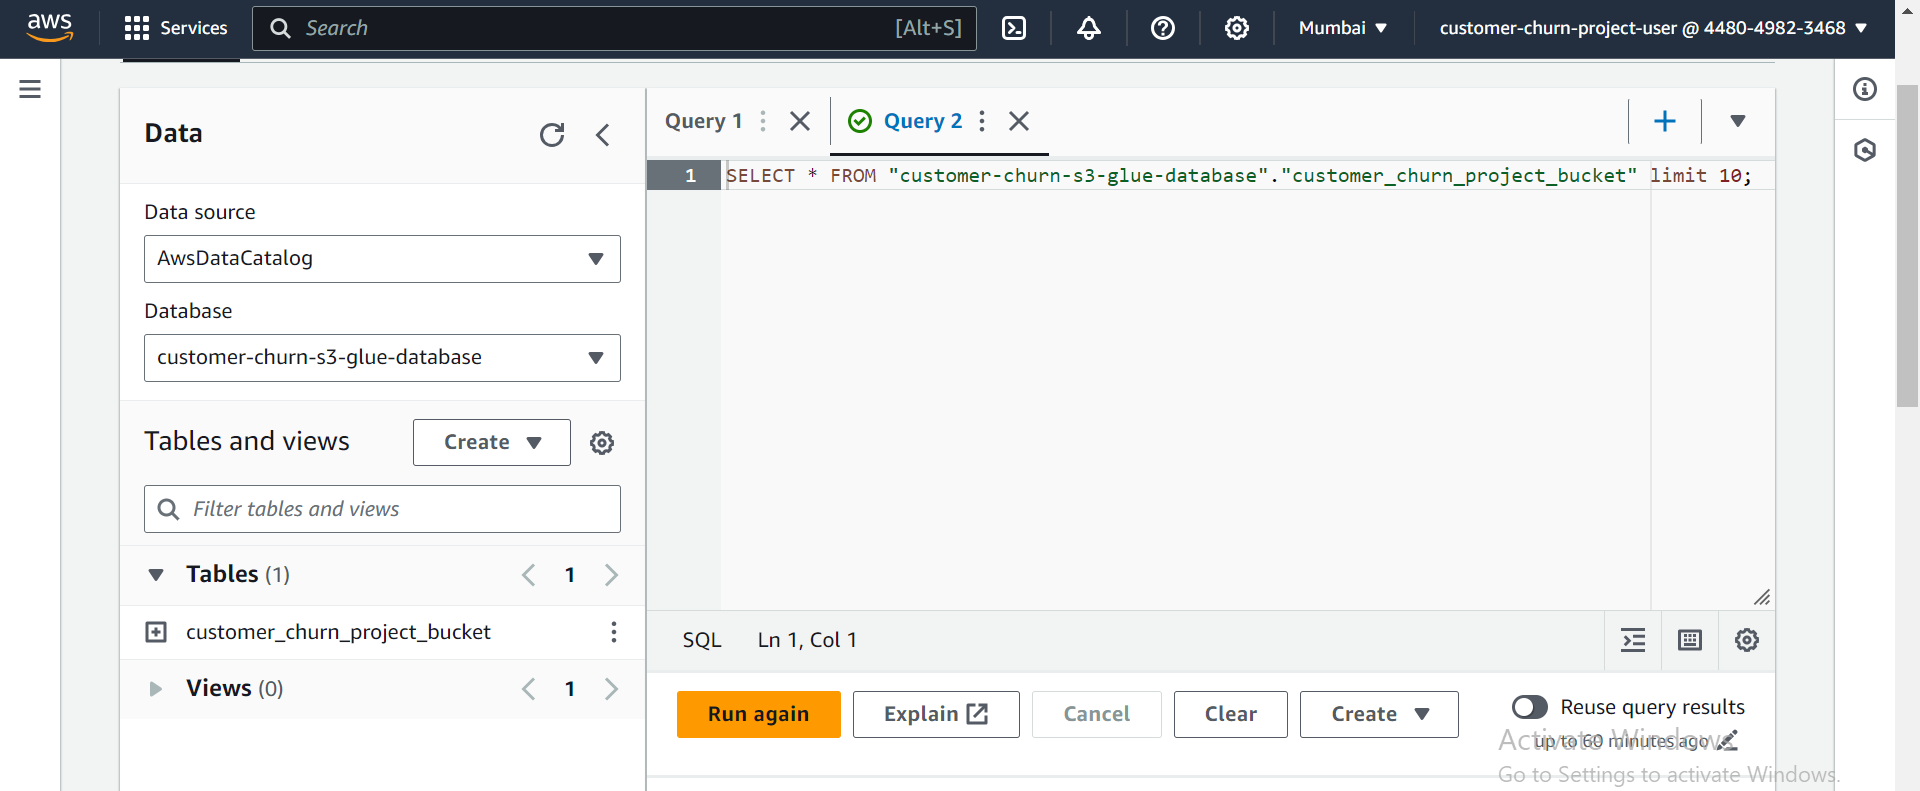 aws
Services
Search
[Alt+S]
Mumbai
customer-churn-project-user @ 4480-4982-3468
Data
Data source
AwsDataCatalog
Database
customer-churn-s3-glue-database
Tables and views
Create
Filter tables and views
Tables (1)
1
customer_churn_project_bucket
Views (0)
1
Query 1
Query 2
1 SELECT * FROM "customer-churn-s3-glue-database"."customer_churn_project_bucket" limit 10;
SQL Ln 1, Col 1
Run again
Explain
Cancel
Clear
Create
Reuse query results
up to 60 minutes ago
Activate Windows
Go to Settings to activate Windows.